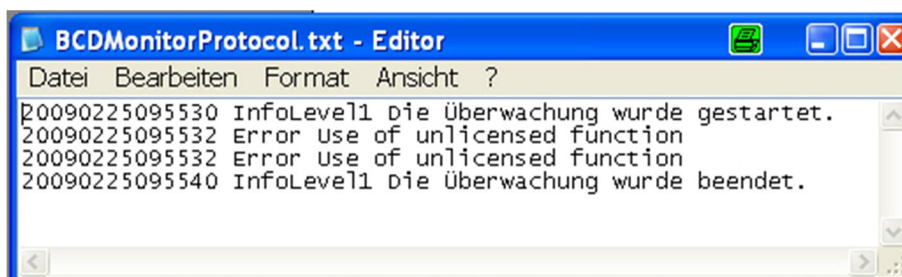 BCDMonitorProtocol.txt - Editor
Datei Bearbeiten Format Ansicht ?
20090225095530 InfoLevel1 Die Überwachung wurde gestartet.
20090225095532 Error Use of unlicensed function
20090225095532 Error Use of unlicensed function
20090225095540 InfoLevel1 Die Überwachung wurde beendet.